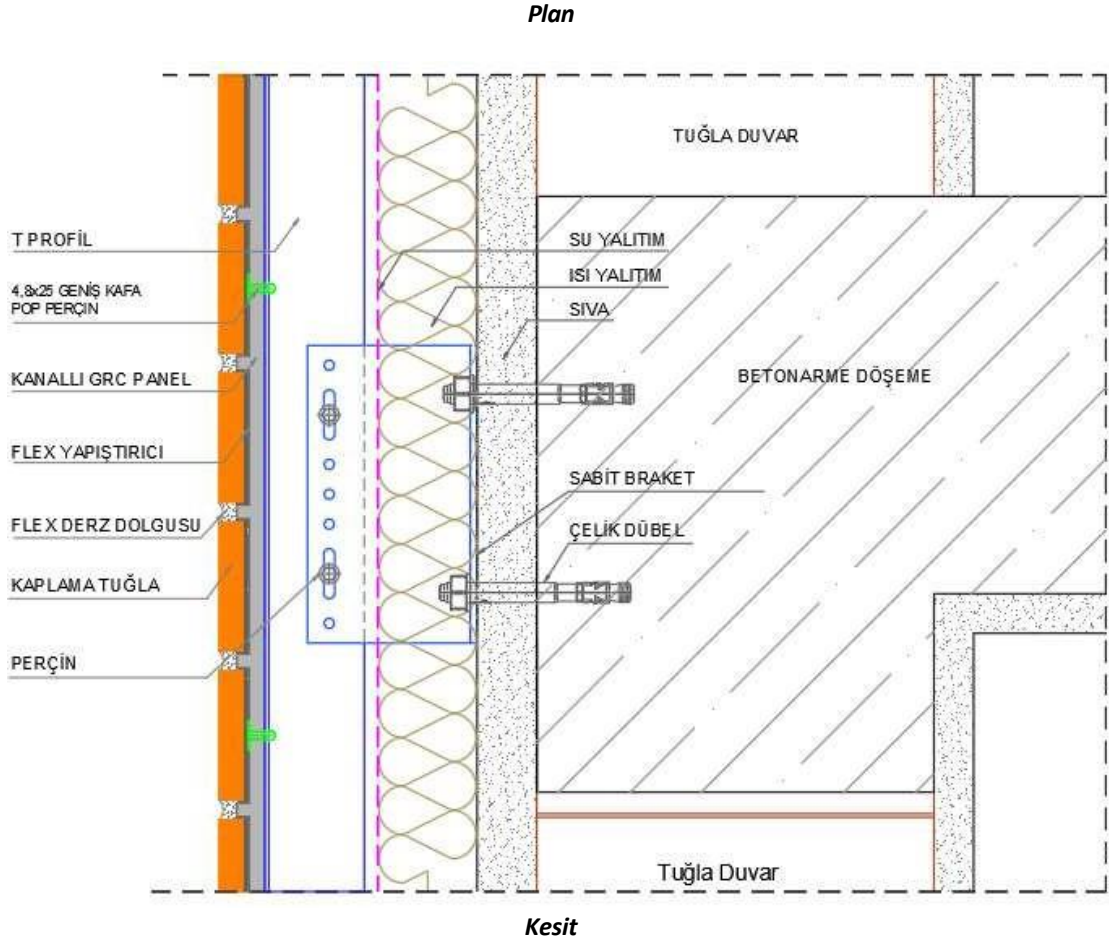 Plan
TUĞLA DUVAR
T PROFİL
4,8x25 GENİŞ KAFA
POP PERÇİN
KANALLI GRC PANEL
FLEX YAPIŞTIRICI
FLEX DERZ DOLGUSU
KAPLAMA TUĞLA
PERÇİN
SU YALITIM
ISI YALITIM
SIVA
BETONARME DÖŞEME
SABİT BRAKET
ÇELİK DÜBEL
Tuğla Duvar
Kesit